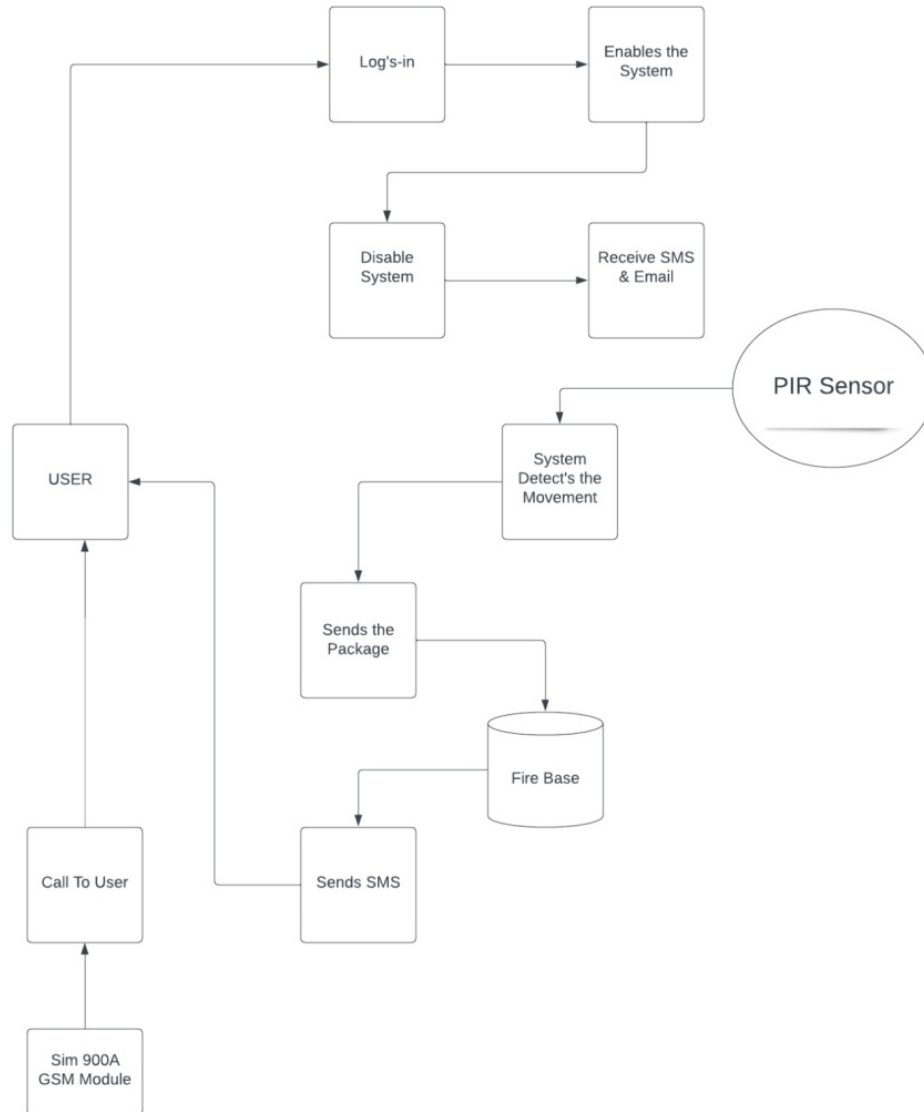 Log's-in
Enables the
System
Disable
System
Receive SMS
& Email
PIR Sensor
USER
System
Detect's the
Movement
Sends the
Package
Fire Base
Call To User
Sends SMS
Sim 900A
GSM Module